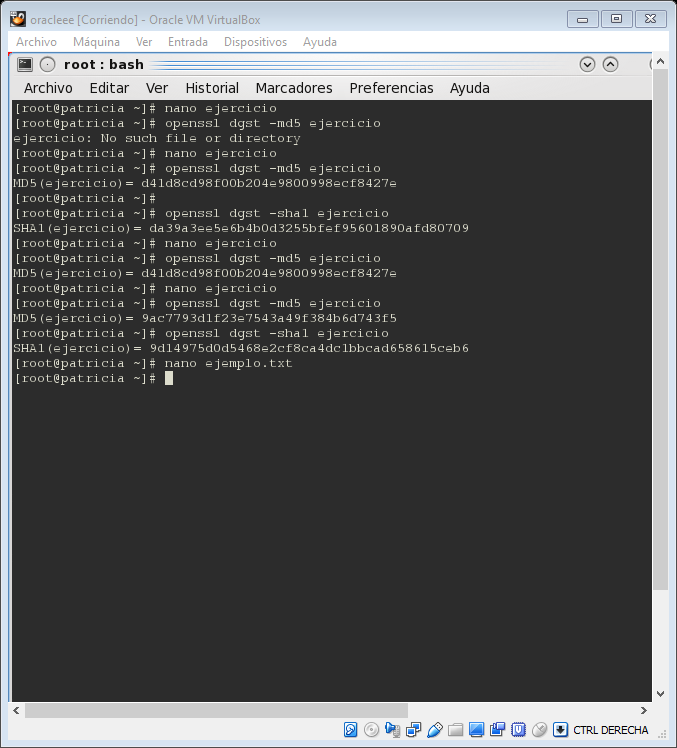 oracleee [Corriendo] - Oracle VM VirtualBox
Archivo Máquina Ver Entrada Dispositivos Ayuda
root : bash
Archivo Editar Ver Historial Marcadores Preferencias Ayuda
[root@patricia ~]# nano ejercicio
[root@patricia ~]# openssl dgst -md5 ejercicio
ejercicio: No such file or directory
[root@patricia ~]# nano ejercicio
[root@patricia ~]# openssl dgst -md5 ejercicio
MD5(ejercicio)= d41d8cd98f00b204e9800998ecf8427e
[root@patricia ~]#
[root@patricia ~]# openssl dgst -sha1 ejercicio
SHA1(ejercicio)= da39a3ee5e6b4b0d3255bfef95601890afd80709
[root@patricia ~]# nano ejercicio
[root@patricia ~]# openssl dgst -md5 ejercicio
MD5(ejercicio)= d41d8cd98f00b204e9800998ecf8427e
[root@patricia ~]# nano ejercicio
[root@patricia ~]# openssl dgst -md5 ejercicio
MD5(ejercicio)= 9ac7793d1f23e7543a49f384b6d743f5
[root@patricia ~]# openssl dgst -sha1 ejercicio
SHA1(ejercicio)= 9d14975d0d5468e2cf8ca4dc1bbcad658615ceb6
[root@patricia ~]# nano ejemplo.txt
[root@patricia ~]#
CTRL DERECHA